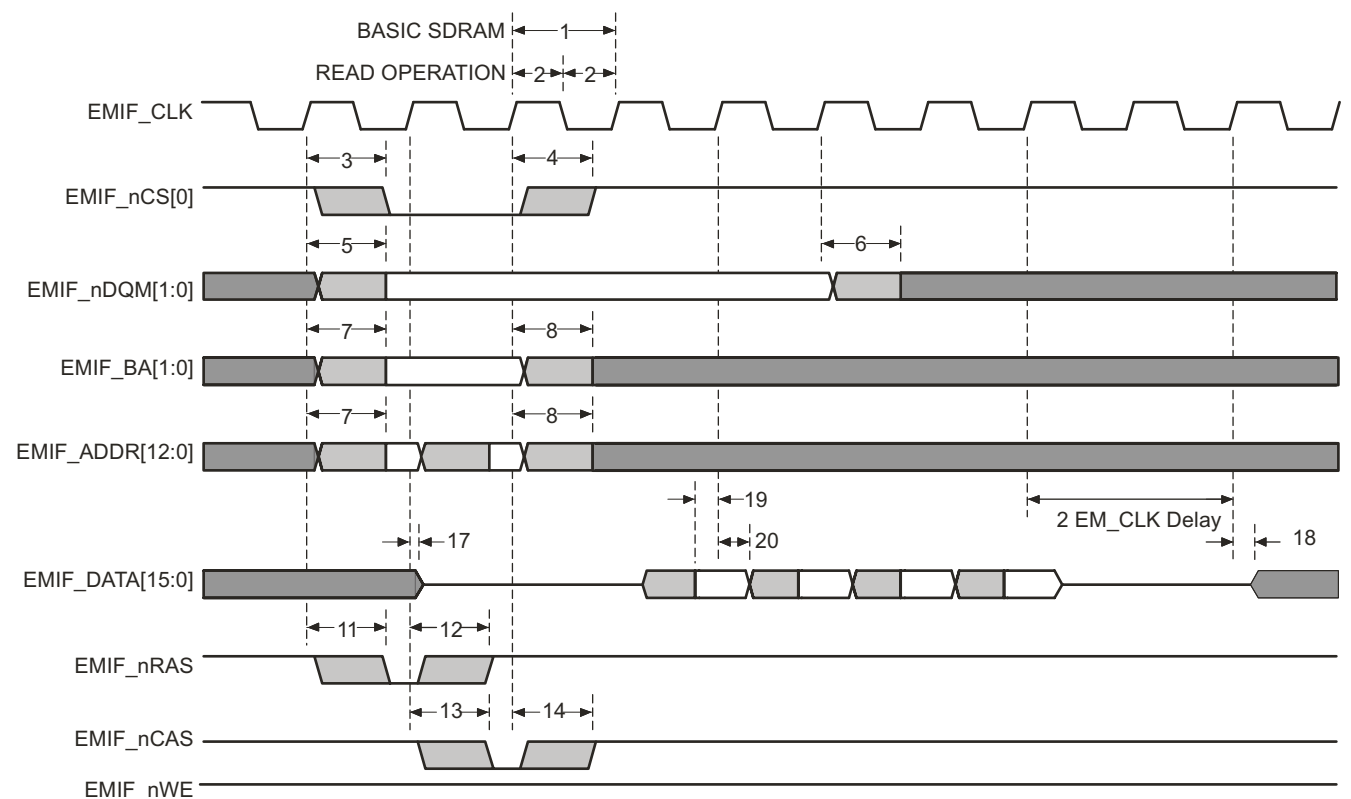 BASIC SDRAM 1
READ OPERATION 2 2
EMIF_CLK
3 4
EMIF_nCS[0]
5 6
EMIF_nDQM[1:0]
7 8
EMIF_BA[1:0]
7 8
EMIF_ADDR[12:0]
19
2 EM_CLK Delay
17 20 18
EMIF_DATA[15:0]
11 12
EMIF_nRAS
13 14
EMIF_nCAS
EMIF_nWE